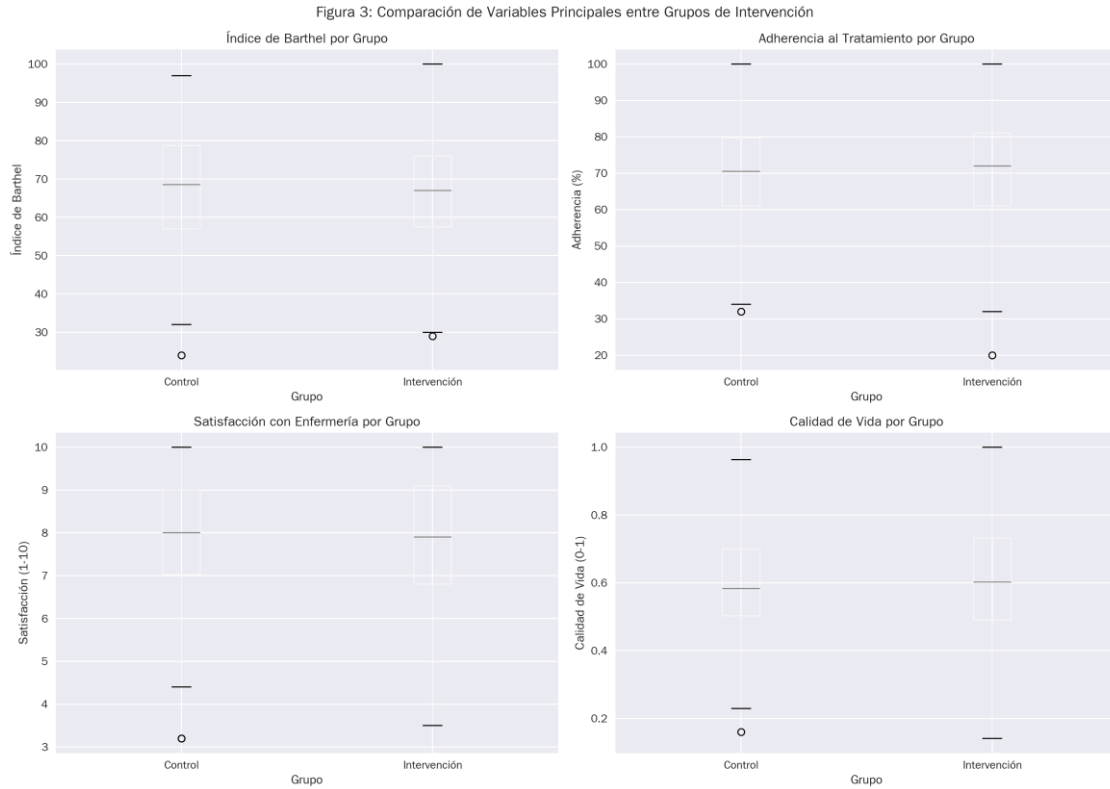 Figura 3: Comparación de Variables Principales entre Grupos de Intervención
Índice de Barthel por Grupo
Índice de Barthel
100
90
80
70
60
50
40
30
Control
Intervención
Grupo
Adherencia al Tratamiento por Grupo
Adherencia (%)
100
90
80
70
60
50
40
30
20
Control
Intervención
Grupo
Satisfacción con Enfermería por Grupo
Satisfacción (1-10)
10
9
8
7
6
5
4
3
Control
Intervención
Grupo
Calidad de Vida por Grupo
Calidad de Vida (0-1)
1.0
0.8
0.6
0.4
0.2
Control
Intervención
Grupo